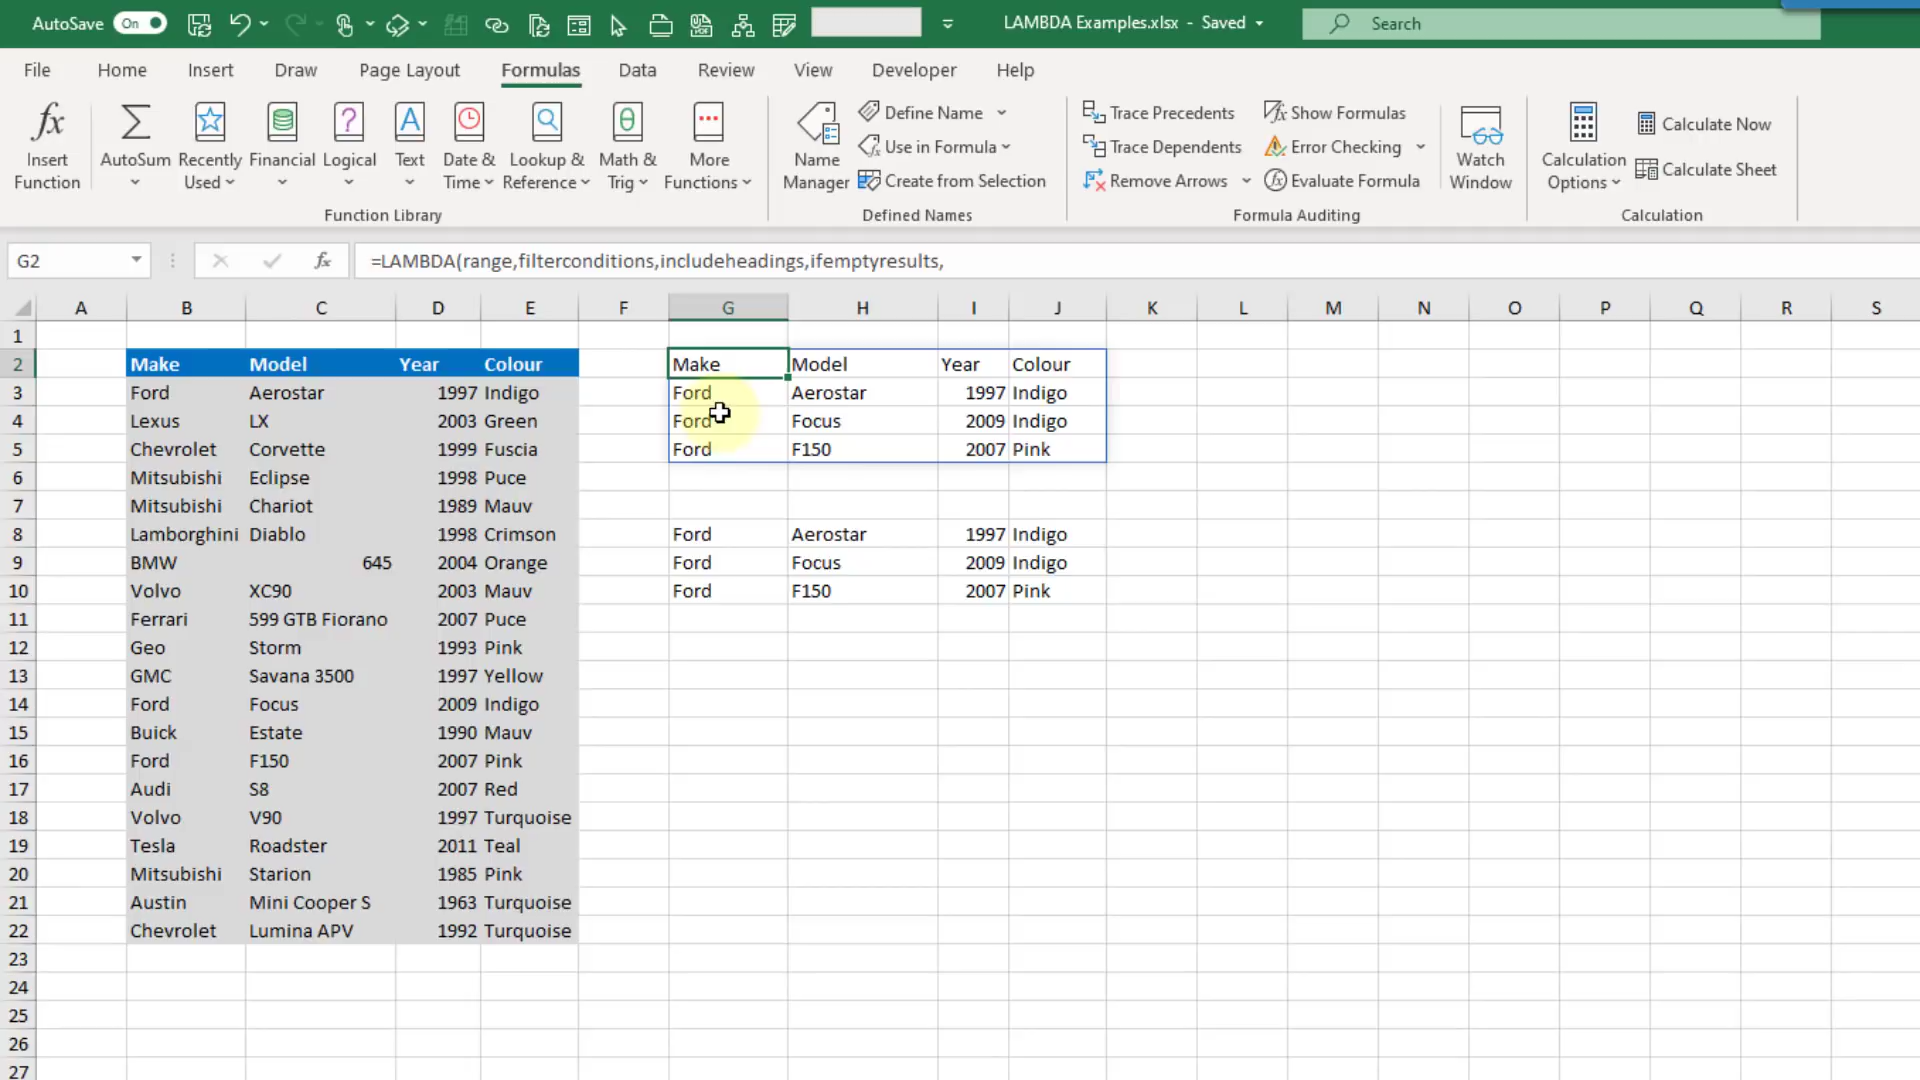 AutoSave On LAMBDA Examples.xlsx - Saved Search
File Home Insert Draw Page Layout Formulas Data Review View Developer Help
Insert Function AutoSum Recently Used Financial Logical Text Date & Time Lookup & Reference Math & Trig More Functions
Function Library
Name Manager Define Name Use in Formula Create from Selection
Defined Names
Trace Precedents Trace Dependents Remove Arrows Show Formulas Error Checking Evaluate Formula
Formula Auditing
Watch Window
Calculation Options Calculate Now Calculate Sheet
Calculation
G2 fx =LAMBDA(range,filterconditions,includeheadings,ifemptyresults,
A B C D E F G H I J K L M N O P Q R S
1
2 Make Model Year Colour Make Model Year Colour
3 Ford Aerostar 1997 Indigo Ford Aerostar 1997 Indigo
4 Lexus LX 2003 Green Ford Focus 2009 Indigo
5 Chevrolet Corvette 1999 Fuscia Ford F150 2007 Pink
6 Mitsubishi Eclipse 1998 Puce
7 Mitsubishi Chariot 1989 Mauv
8 Lamborghini Diablo 1998 Crimson Ford Aerostar 1997 Indigo
9 BMW 645 2004 Orange Ford Focus 2009 Indigo
10 Volvo XC90 2003 Mauv Ford F150 2007 Pink
11 Ferrari 599 GTB Fiorano 2007 Puce
12 Geo Storm 1993 Pink
13 GMC Savana 3500 1997 Yellow
14 Ford Focus 2009 Indigo
15 Buick Estate 1990 Mauv
16 Ford F150 2007 Pink
17 Audi S8 2007 Red
18 Volvo V90 1997 Turquoise
19 Tesla Roadster 2011 Teal
20 Mitsubishi Starion 1985 Pink
21 Austin Mini Cooper S 1963 Turquoise
22 Chevrolet Lumina APV 1992 Turquoise
23
24
25
26
27